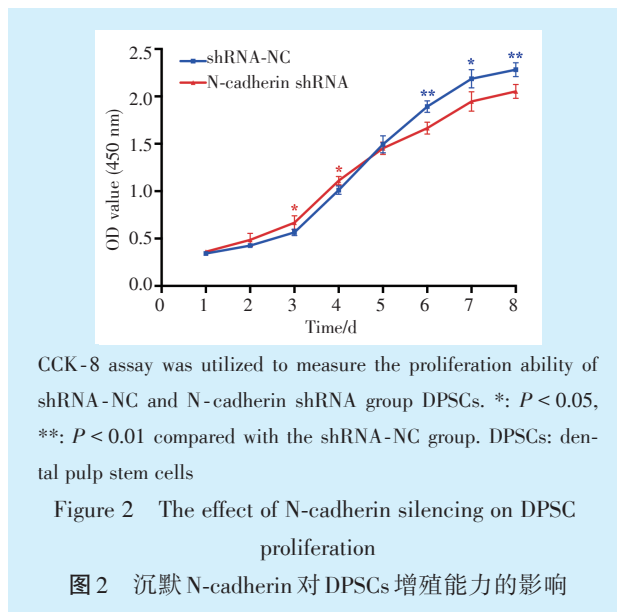 2.5
2.0
1.5
1.0
0.5
0.0
OD value (450 nm)
shRNA-NC
N-cadherin shRNA
* * ** * **
0 1 2 3 4 5 6 7 8
Time/d
CCK-8 assay was utilized to measure the proliferation ability of
shRNA-NC and N-cadherin shRNA group DPSCs. *: P < 0.05,
**: P < 0.01 compared with the shRNA-NC group. DPSCs: den-
tal pulp stem cells
Figure 2 The effect of N-cadherin silencing on DPSC
proliferation
图2 沉默N-cadherin对DPSCs增殖能力的影响